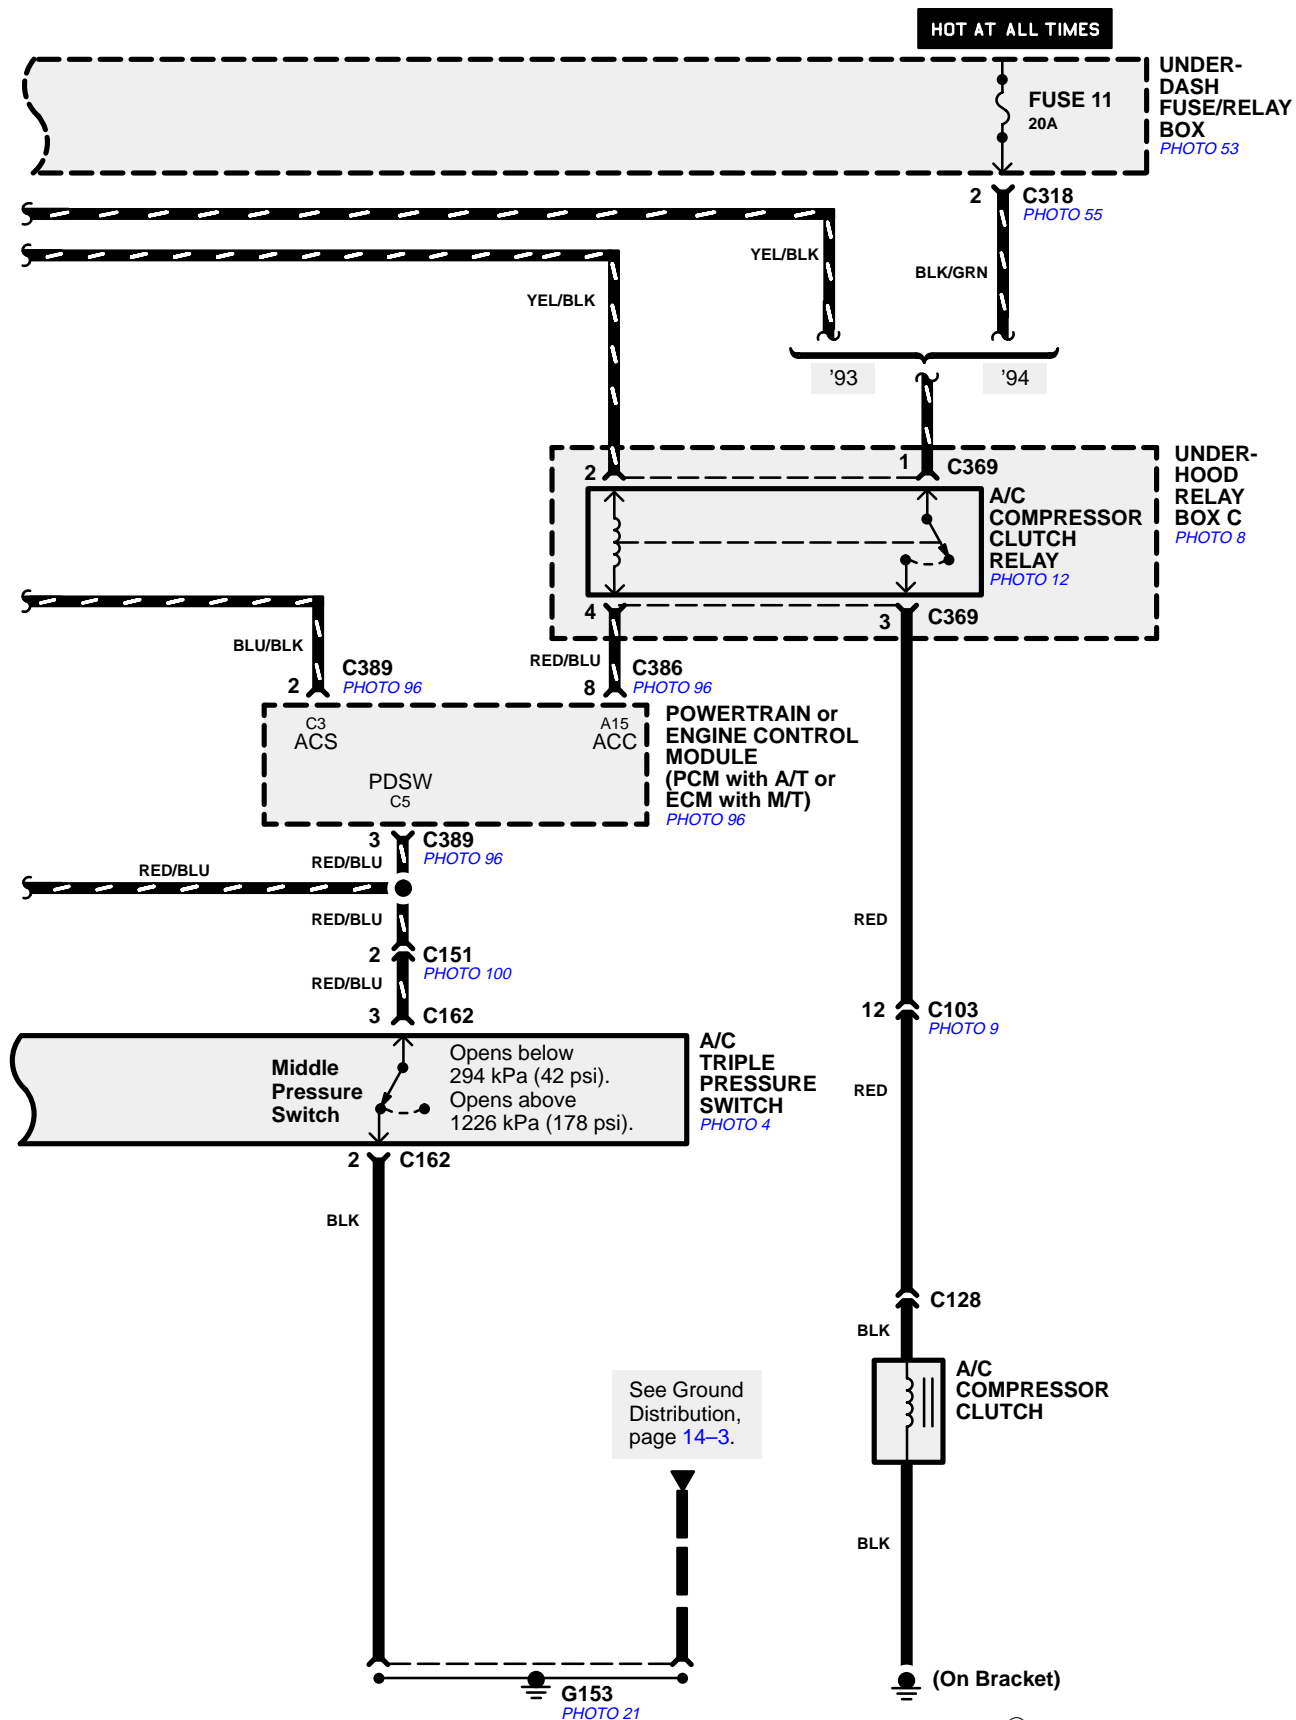 HOT AT ALL TIMES
UNDER-
DASH
FUSE/RELAY
BOX
PHOTO 53
FUSE 11
20A
2
C318
PHOTO 55
YEL/BLK
BLK/GRN
YEL/BLK
’93
’94
UNDER-
HOOD
RELAY
BOX C
PHOTO 8
2
1
C369
A/C
COMPRESSOR
CLUTCH
RELAY
PHOTO 12
4
3
C369
BLU/BLK
RED/BLU
2
C389
PHOTO 96
8
C386
PHOTO 96
C3
ACS
A15
ACC
PDSW
C5
POWERTRAIN or
ENGINE CONTROL
MODULE
(PCM with A/T or
ECM with M/T)
PHOTO 96
3
C389
PHOTO 96
RED/BLU
RED/BLU
RED/BLU
RED
2
C151
PHOTO 100
RED/BLU
3
C162
12
C103
PHOTO 9
Middle
Pressure
Switch
Opens below
294 kPa (42 psi).
Opens above
1226 kPa (178 psi).
A/C
TRIPLE
PRESSURE
SWITCH
PHOTO 4
RED
2
C162
BLK
C128
BLK
A/C
COMPRESSOR
CLUTCH
See Ground
Distribution,
page 14–3.
BLK
G153
PHOTO 21
(On Bracket)